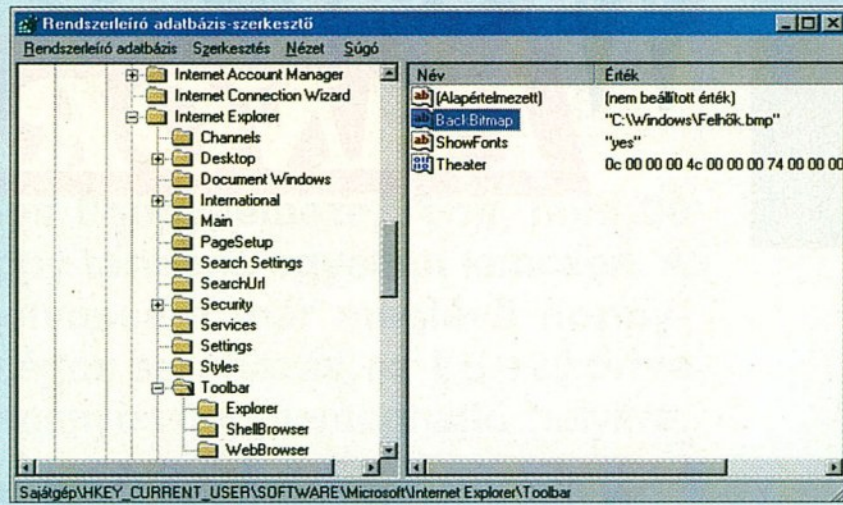 Rendszerleíró adatbázis-szerkesztő
Rendszerleíró adatbázis Szerkesztés Nézet Súgó
Internet Account Manager
Internet Connection Wizard
Internet Explorer
Channels
Desktop
Document Windows
International
Main
PageSetup
Search Settings
SearchUrl
Security
Services
Settings
Styles
Toolbar
Explorer
ShellBrowser
WebBrowser
Név Érték
(Alapértelmezett) (nem beállított érték)
BackBitmap "C:\Windows\Felhők.bmp"
ShowFonts "yes"
Theater 0c 00 00 00 4c 00 00 00 74 00 00 00
Sajátgép\HKEY_CURRENT_USER\SOFTWARE\Microsoft\Internet Explorer\Toolbar